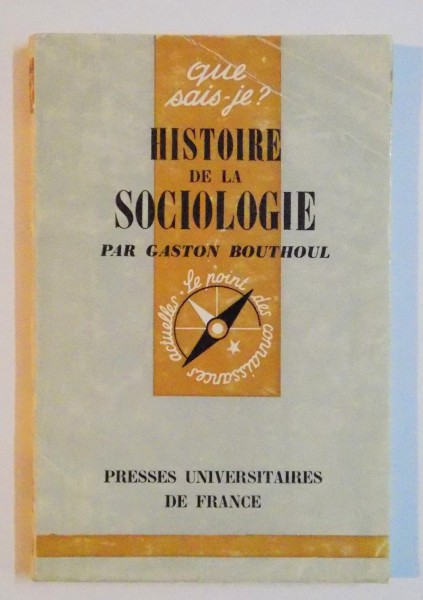 que
sais-je?
HISTOIRE
DE LA
SOCIOLOGIE
PAR GASTON BOUTHOUL
Le point des connaissances actuelles.
PRESSES UNIVERSITAIRES
DE FRANCE